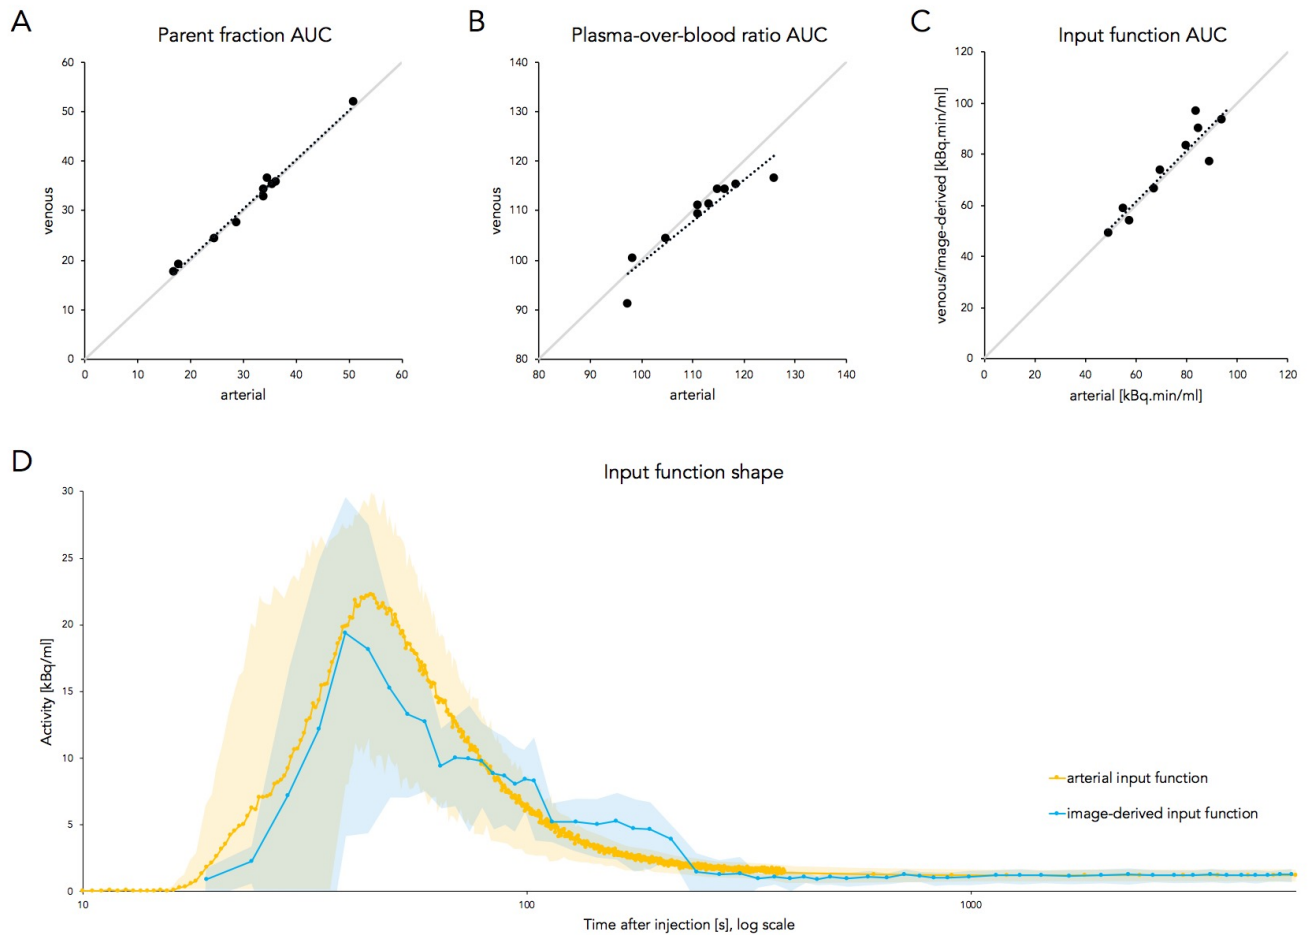 A
Parent fraction AUC
60
50
40
30
20
10
0
venous
0 10 20 30 40 50 60
arterial
B
Plasma-over-blood ratio AUC
140
130
120
110
100
90
80
venous
80 90 100 110 120 130 140
arterial
C
Input function AUC
120
100
80
60
40
20
0
venous/image-derived [kBq.min/ml]
0 20 40 60 80 100 120
arterial [kBq.min/ml]
D
Input function shape
30
25
20
15
10
5
0
Activity [kBq/ml]
10 100 1000
Time after injection [s], log scale
arterial input function
image-derived input function